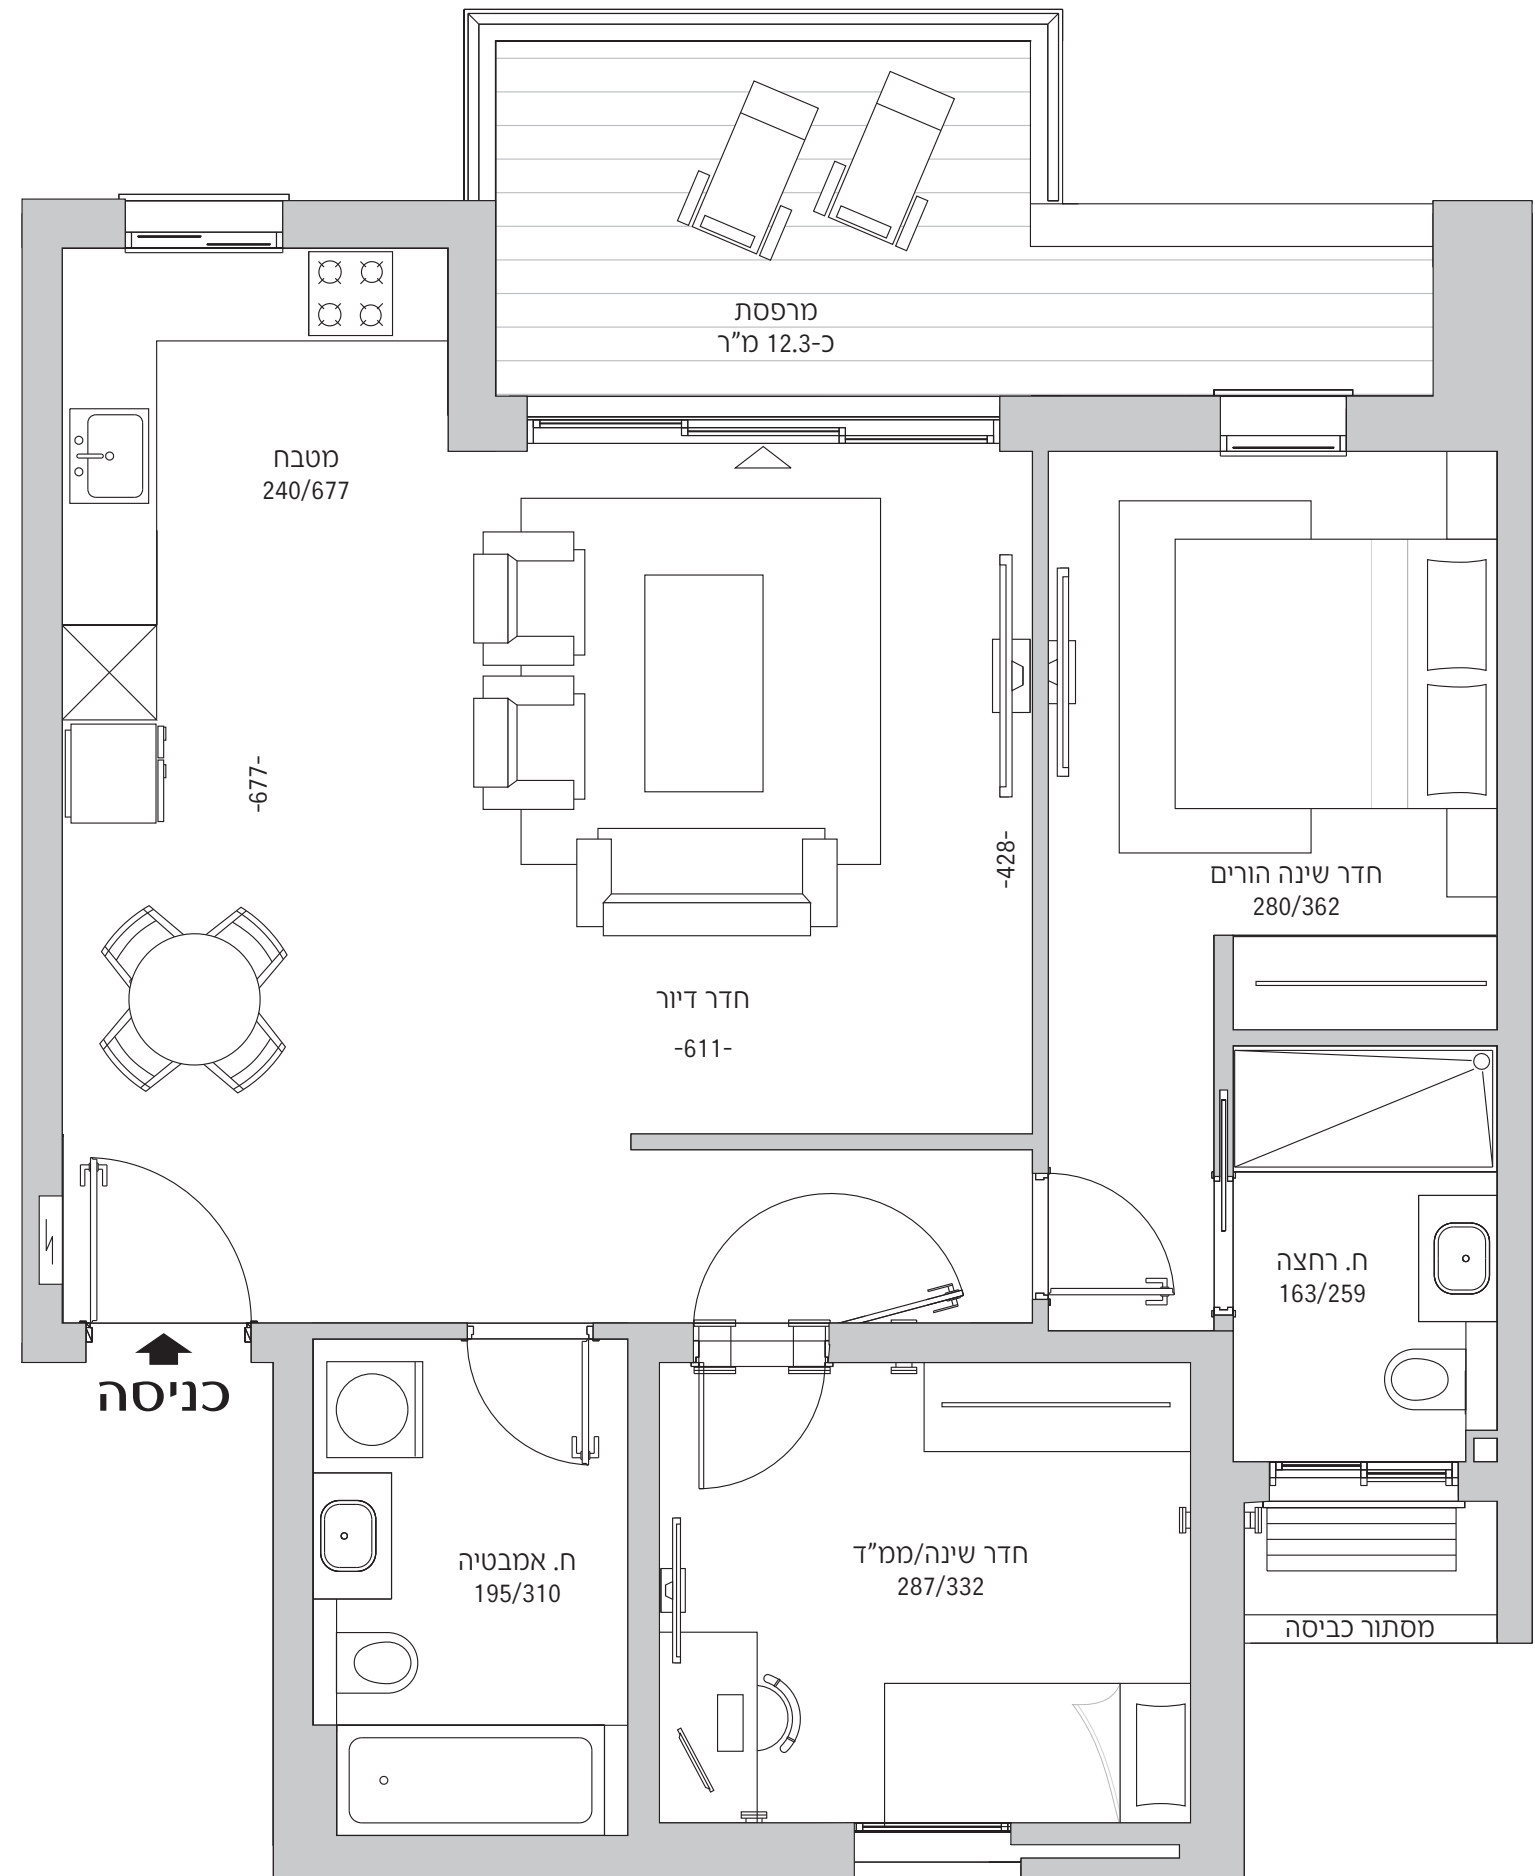 מרפסת
כ-12.3 מ"ר
מטבח
240/677
-677-
-428-
חדר שינה הורים
280/362
חדר דיור
-611-
ח. רחצה
163/259
כניסה
ח. אמבטיה
195/310
חדר שינה/ממ"ד
287/332
מסתור כביסה